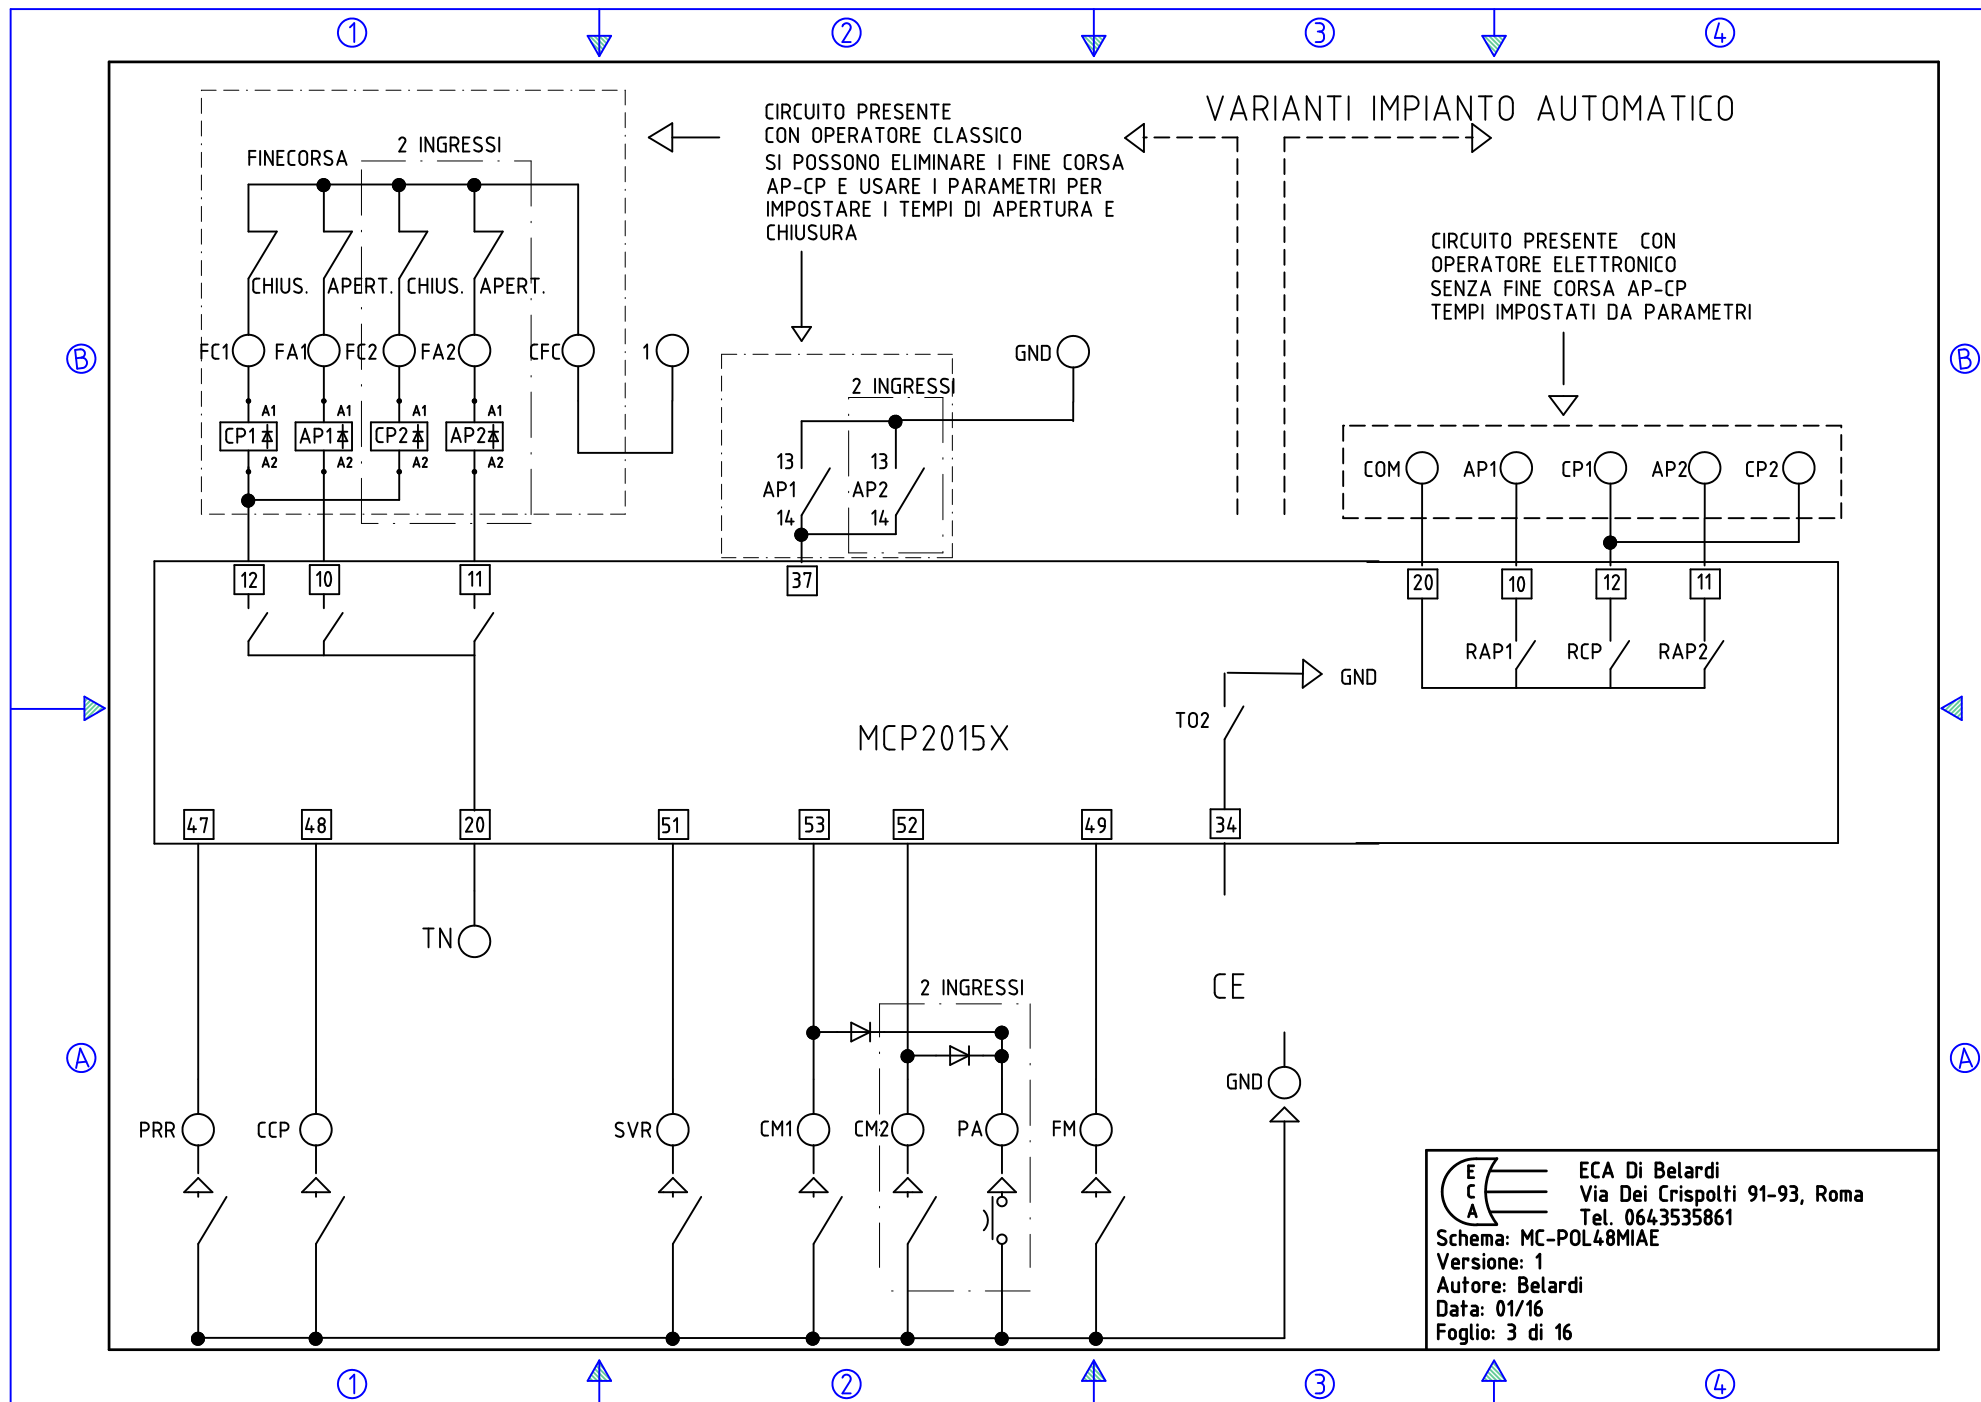 1
2
3
4
VARIANTI IMPIANTO AUTOMATICO
CIRCUITO PRESENTE
CON OPERATORE CLASSICO
SI POSSONO ELIMINARE I FINE CORSA
AP-CP E USARE I PARAMETRI PER
IMPOSTARE I TEMPI DI APERTURA E
CHIUSURA
2 INGRESSI
FINECORSA
CHIUS.
APERT.
CHIUS.
APERT.
CIRCUITO PRESENTE CON
OPERATORE ELETTRONICO
SENZA FINE CORSA AP-CP
TEMPI IMPOSTATI DA PARAMETRI
B
FC1
FA1
FC2
FA2
CFC
1
GND
B
2 INGRESSI
A1
A1
A1
A1
CP1
AP1
CP2
AP2
A2
A2
A2
A2
13
13
AP1
AP2
14
14
COM
AP1
CP1
AP2
CP2
12
10
11
37
20
10
12
11
RAP1
RCP
RAP2
GND
TO2
MCP2015X
47
48
20
51
53
52
49
34
TN
2 INGRESSI
CE
A
GND
A
PRR
CCP
SVR
CM1
CM2
PA
FM
E
C
A
ECA Di Belardi
Via Dei Crispolti 91-93, Roma
Tel. 0643535861
Schema: MC-POL48MIAE
Versione: 1
Autore: Belardi
Data: 01/16
Foglio: 3 di 16
1
2
3
4